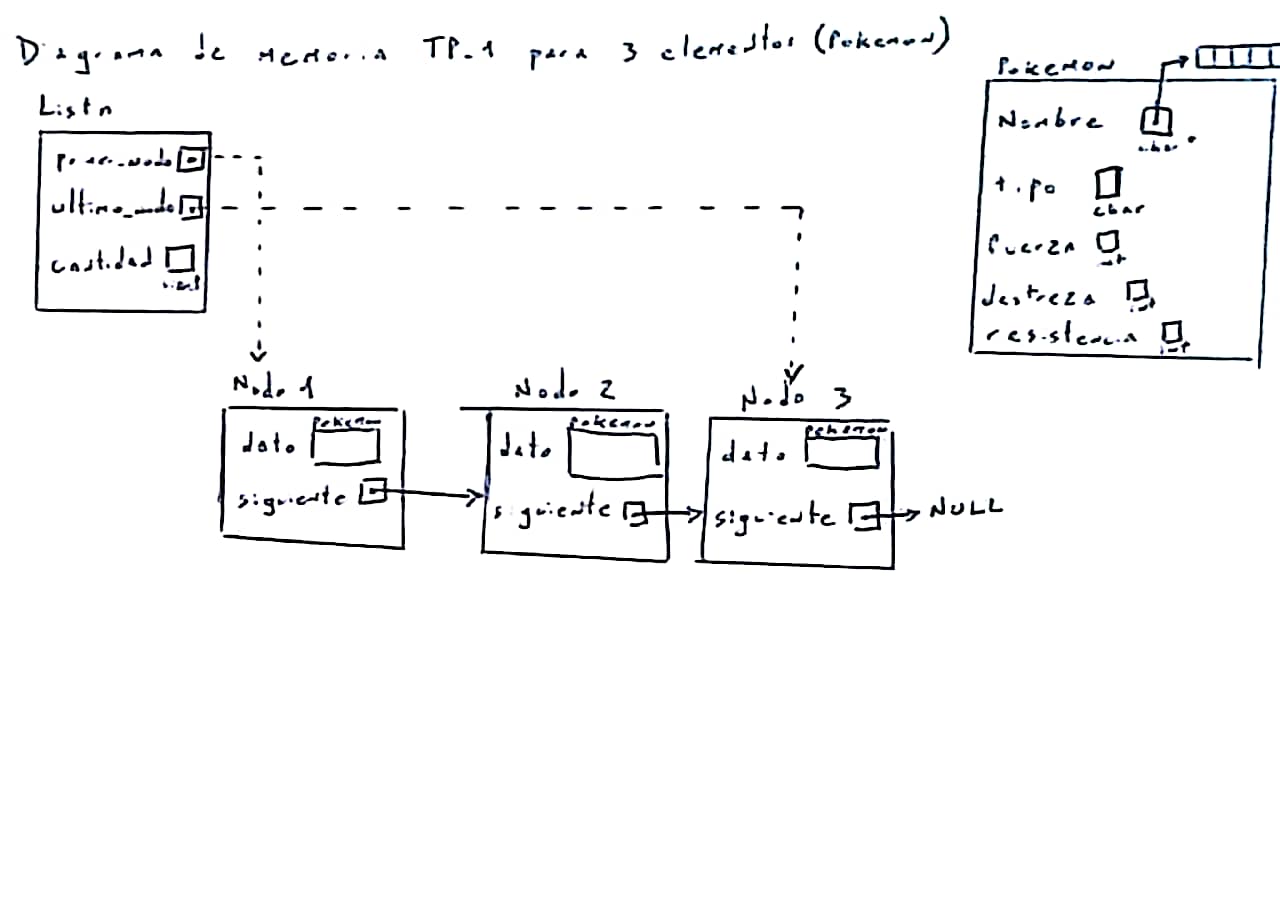 Diagrama de memoria TP-1 para 3 elementos (Pokemon)
Lista
primer_nodo
ultimo_nodo
cantidad
size_t
Pokemon
Nombre
char *
tipo
char
fuerza
int
destreza
int
resistencia
int
Nodo 1
Pokemon
dato
siguiente
Nodo 2
Pokemon
dato
siguiente
Nodo 3
Pokemon
dato
siguiente
NULL